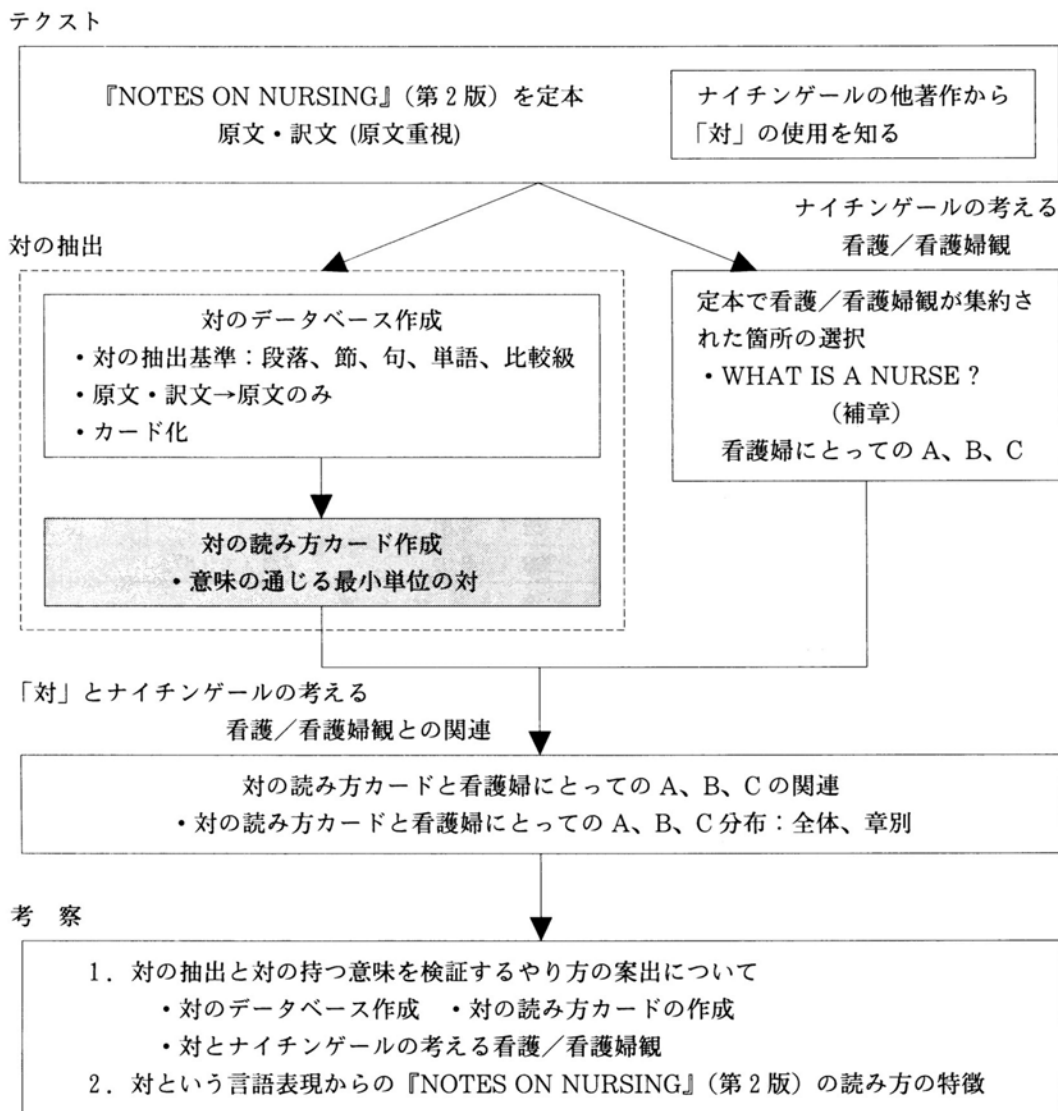 テクスト
『NOTES ON NURSING』(第2版)を定本
原文・訳文 (原文重視)
ナイチンゲールの他著作から
「対」の使用を知る
ナイチンゲールの考える
看護/看護婦観
対の抽出
対のデータベース作成
・対の抽出基準:段落、節、句、単語、比較級
・原文・訳文→原文のみ
・カード化
定本で看護/看護婦観が集約さ
れた箇所の選択
・WHAT IS A NURSE ?
(補章)
看護婦にとっての A、B、C
対の読み方カード作成
・意味の通じる最小単位の対
「対」とナイチンゲールの考える
看護/看護婦観との関連
対の読み方カードと看護婦にとっての A、B、C の関連
・対の読み方カードと看護婦にとっての A、B、C 分布:全体、章別
考 察
1. 対の抽出と対の持つ意味を検証するやり方の案出について
・対のデータベース作成 ・対の読み方カードの作成
・対とナイチンゲールの考える看護/看護婦観
2. 対という言語表現からの『NOTES ON NURSING』(第2版)の読み方の特徴